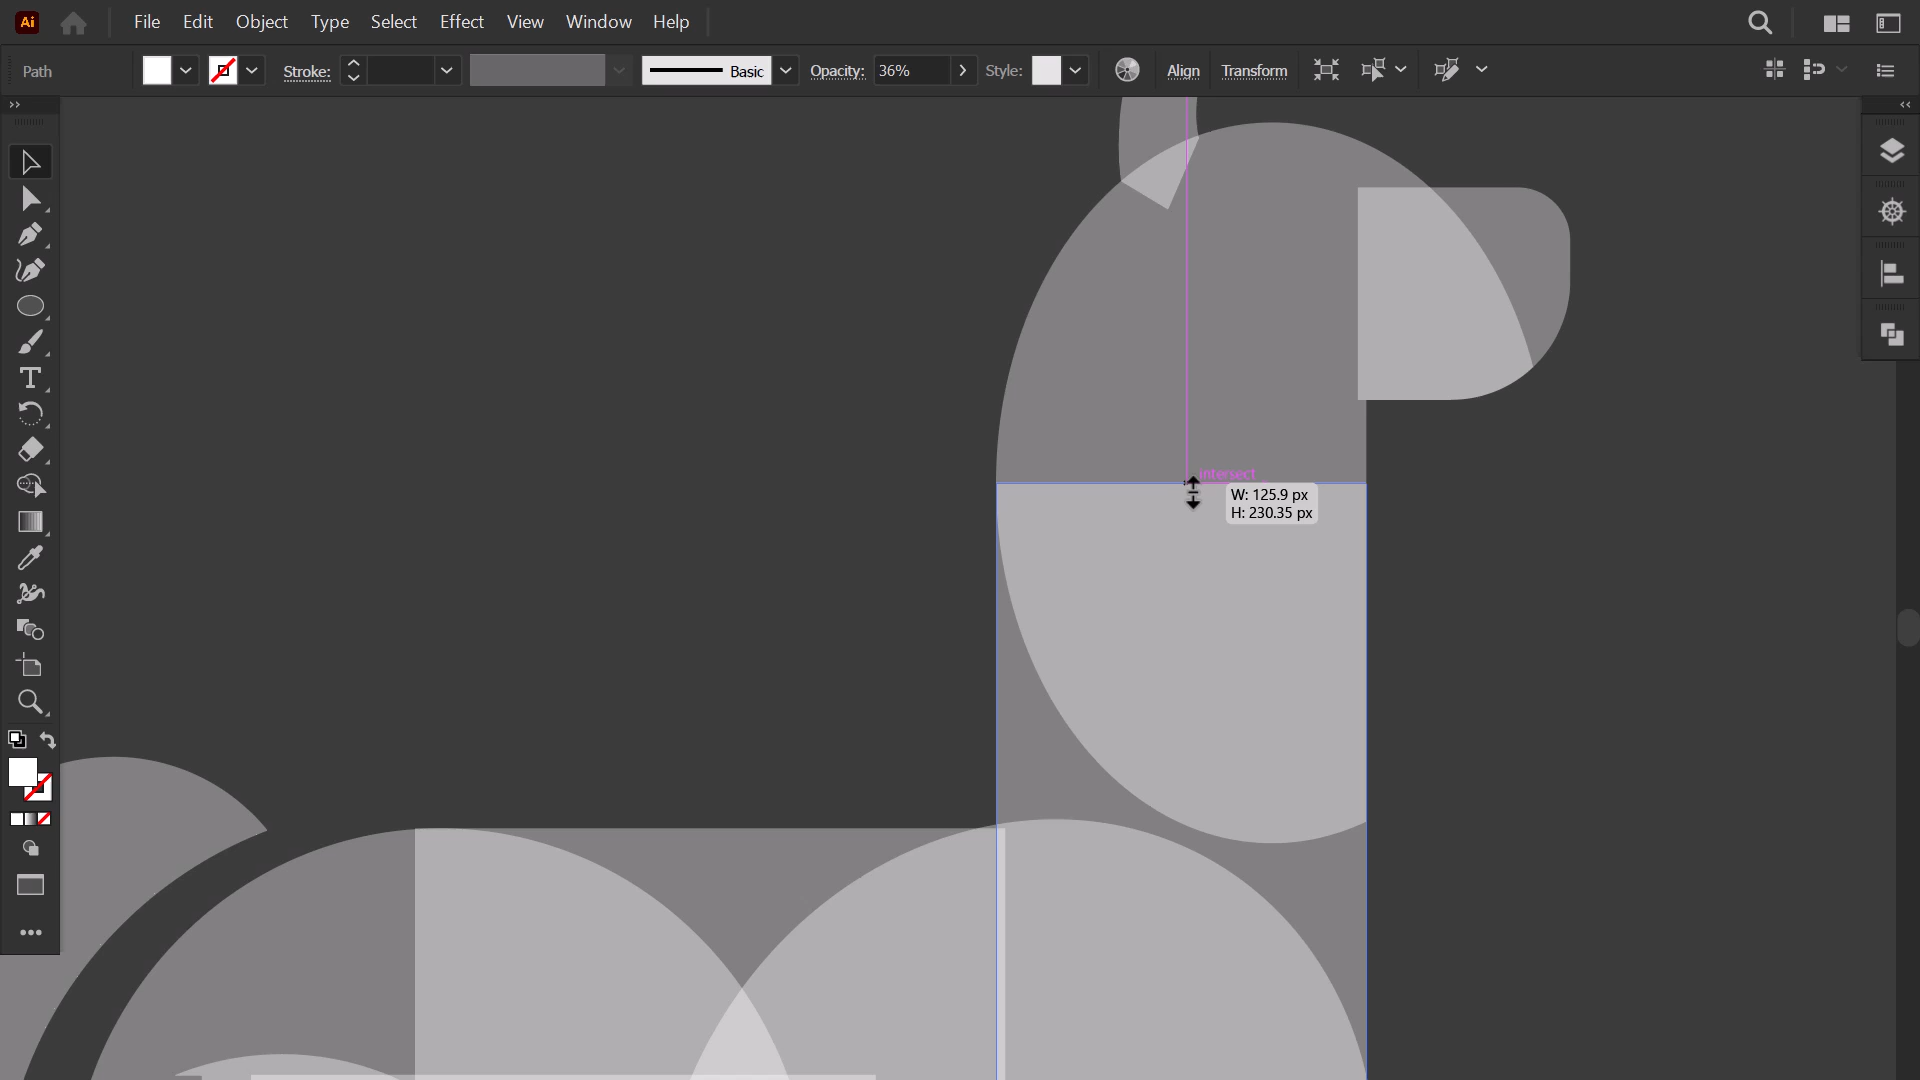 Ai File Edit Object Type Select Effect View Window Help
Path Stroke: Basic Opacity: 36% Style: Align Transform
intersect
W: 125.9 px
H: 230.35 px
T